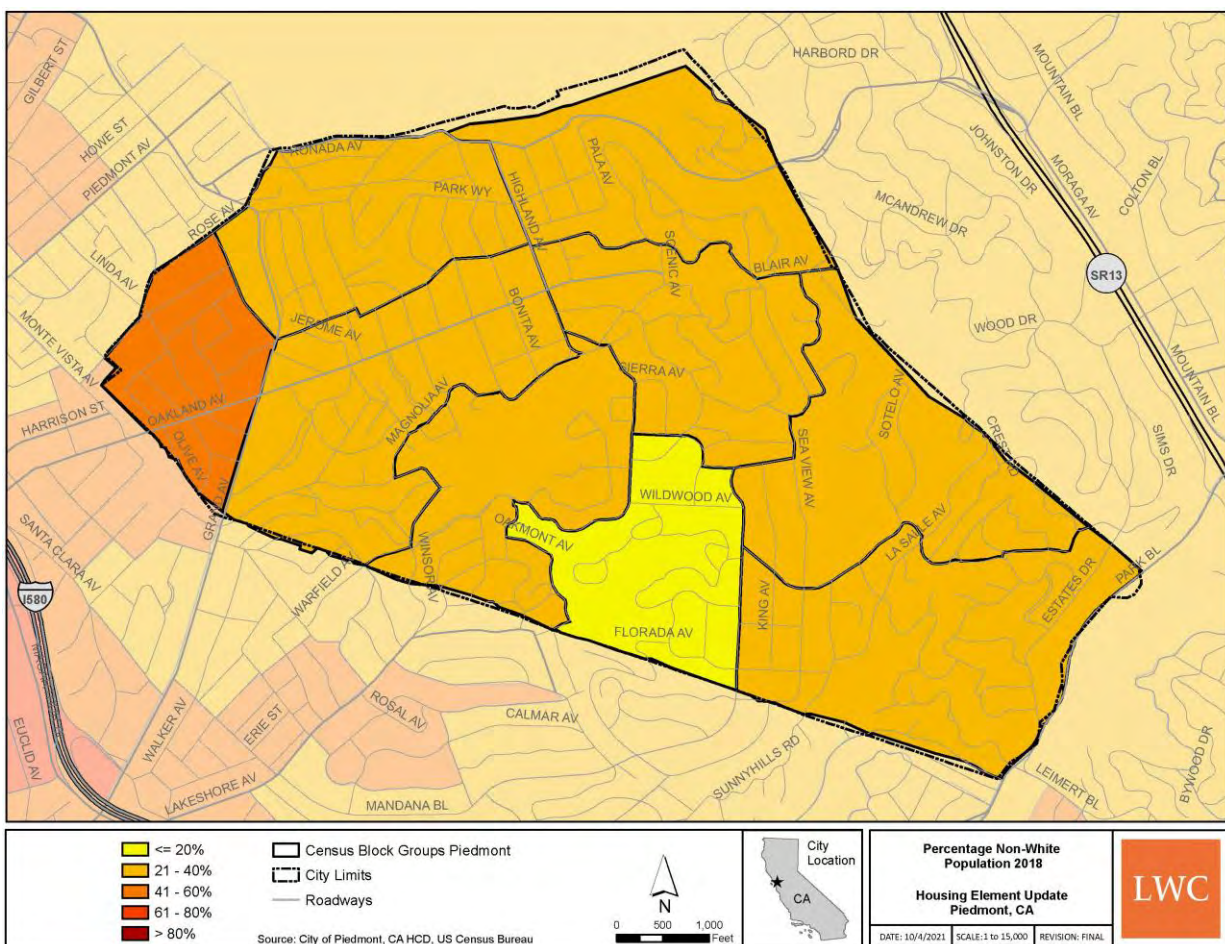 GILBERT ST
HOWE ST
PIEDMONT AV
ROSE AV
LINDA AV
MONTE VISTA AV
HARRISON ST
OAKLAND AV
OLIVE AV
SANTA CLARA AV
GRAND AV
I580
EUCLID AV
WALKER AV
LAKESHORE AV
ERIE ST
ROSAL AV
WARFIELD AV
MANDANA BL
CALMAR AV
SUNNYHILLS RD
RONADA AV
PARK WY
HIGHLAND AV
PALA AV
SCENIC AV
BLAIR AV
JEROME AV
BONITA AV
MAGNOLIA AV
SIERRA AV
WINSOR AV
OAKMONT AV
WILDWOOD AV
FLORADA AV
KING AV
SEA VIEW AV
SOTELO AV
LA SALLE AV
CREST RD
ESTATES DR
PARK BL
LEIMERT BL
BYWOOD DR
HARBORD DR
MOUNTAIN BL
JOHNSTON DR
MORAGA AV
COLTON BL
MCANDREW DR
SR13
WOOD DR
MOUNTAIN BL
SIMS DR
<= 20%
21 - 40%
41 - 60%
61 - 80%
> 80%
Census Block Groups Piedmont
City Limits
Roadways
Source: City of Piedmont, CA HCD, US Census Bureau
N
0 500 1,000
Feet
City
Location
CA
Percentage Non-White
Population 2018
Housing Element Update
Piedmont, CA
DATE: 10/4/2021 SCALE:1 to 15,000 REVISION: FINAL
LWC